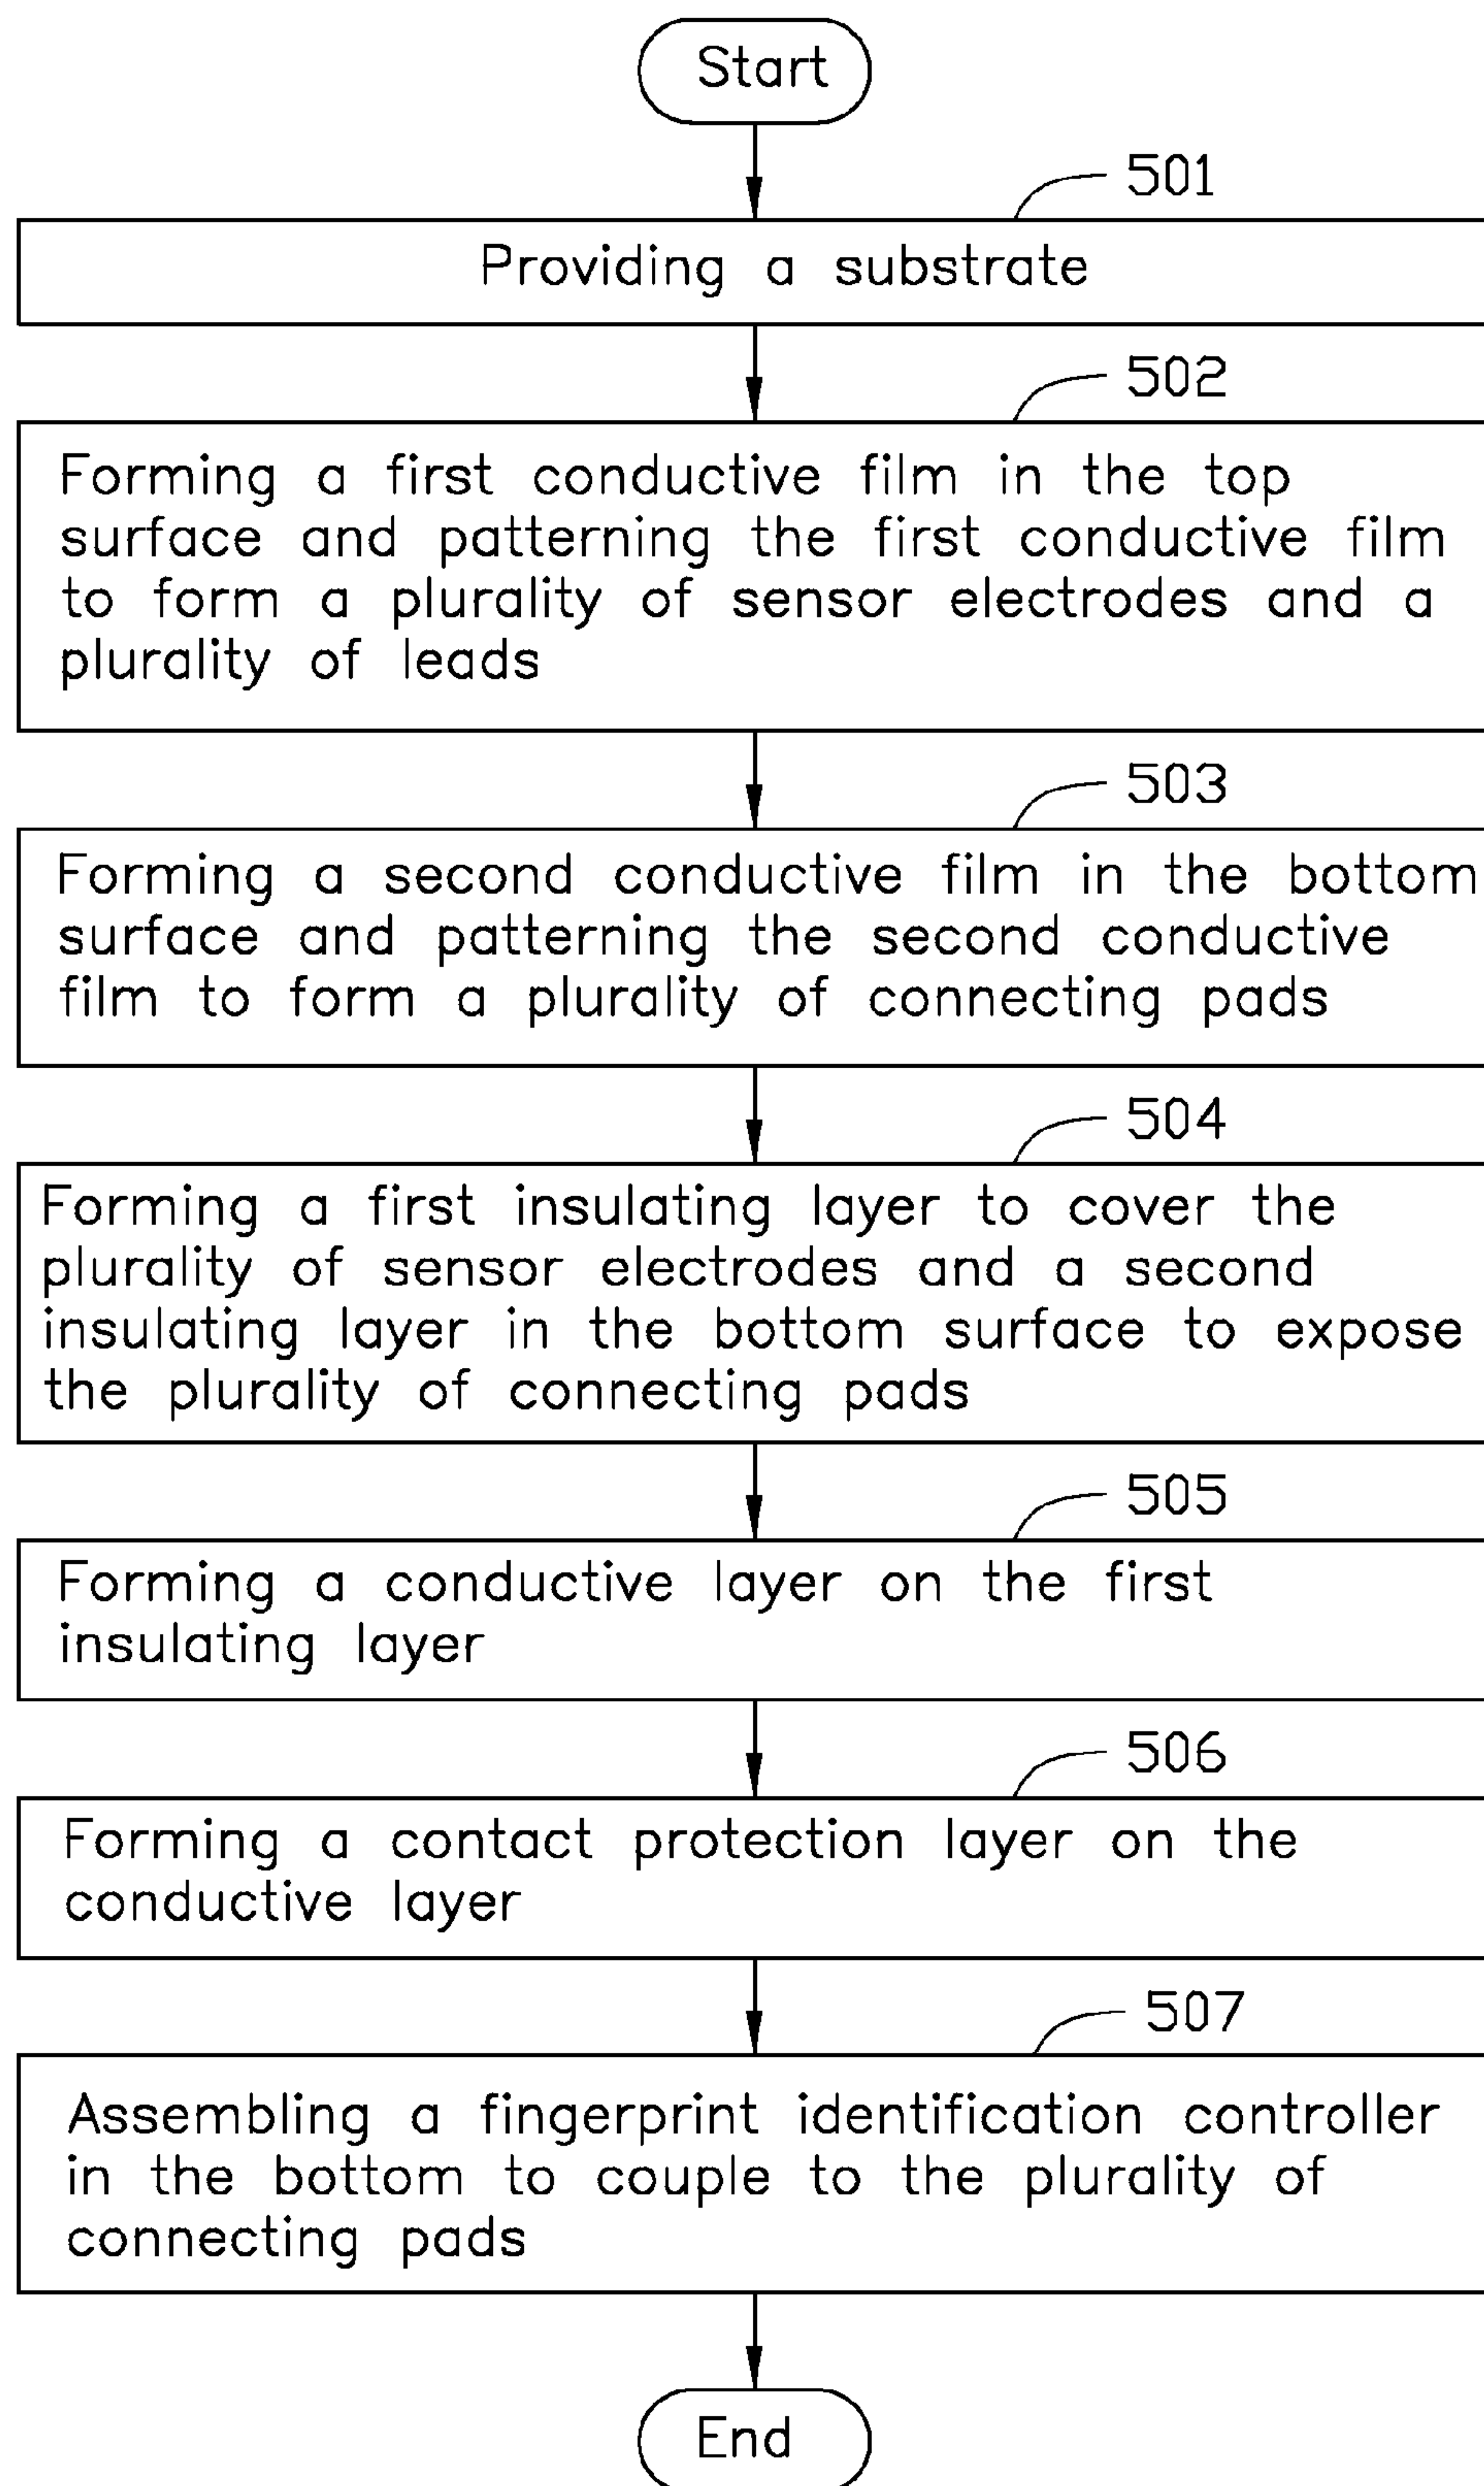 Start
501
Providing a substrate
502
Forming a first conductive film in the top
surface and patterning the first conductive film
to form a plurality of sensor electrodes and a
plurality of leads
503
Forming a second conductive film in the bottom
surface and patterning the second conductive
film to form a plurality of connecting pads
504
Forming a first insulating layer to cover the
plurality of sensor electrodes and a second
insulating layer in the bottom surface to expose
the plurality of connecting pads
505
Forming a conductive layer on the first
insulating layer
506
Forming a contact protection layer on the
conductive layer
507
Assembling a fingerprint identification controller
in the bottom to couple to the plurality of
connecting pads
End